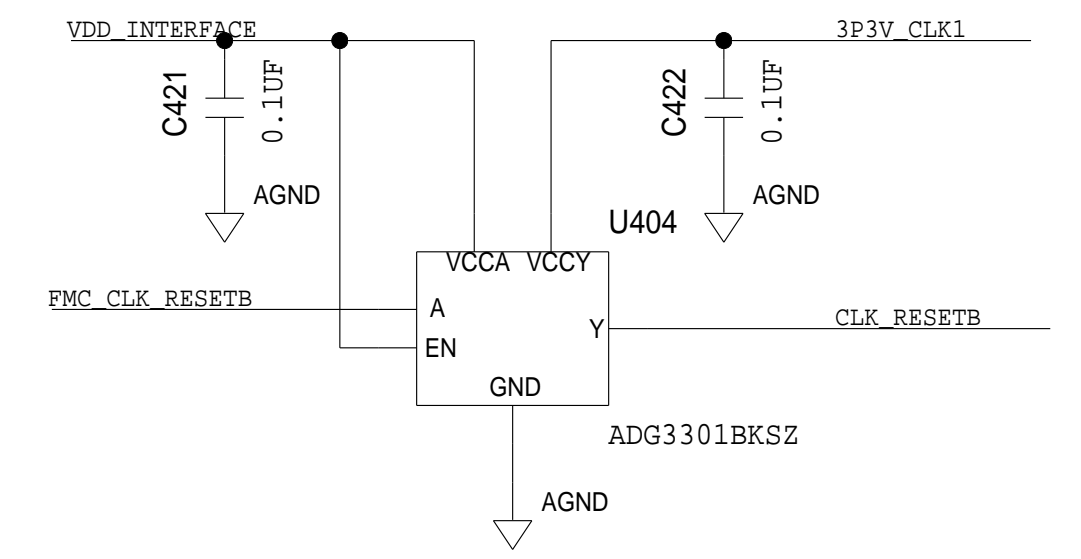 VDD_INTERFACE
3P3V_CLK1
C421
0.1UF
C422
0.1UF
AGND
AGND
U404
VCCA VCCY
FMC_CLK_RESETB
A
CLK_RESETB
Y
EN
GND
ADG3301BKSZ
AGND